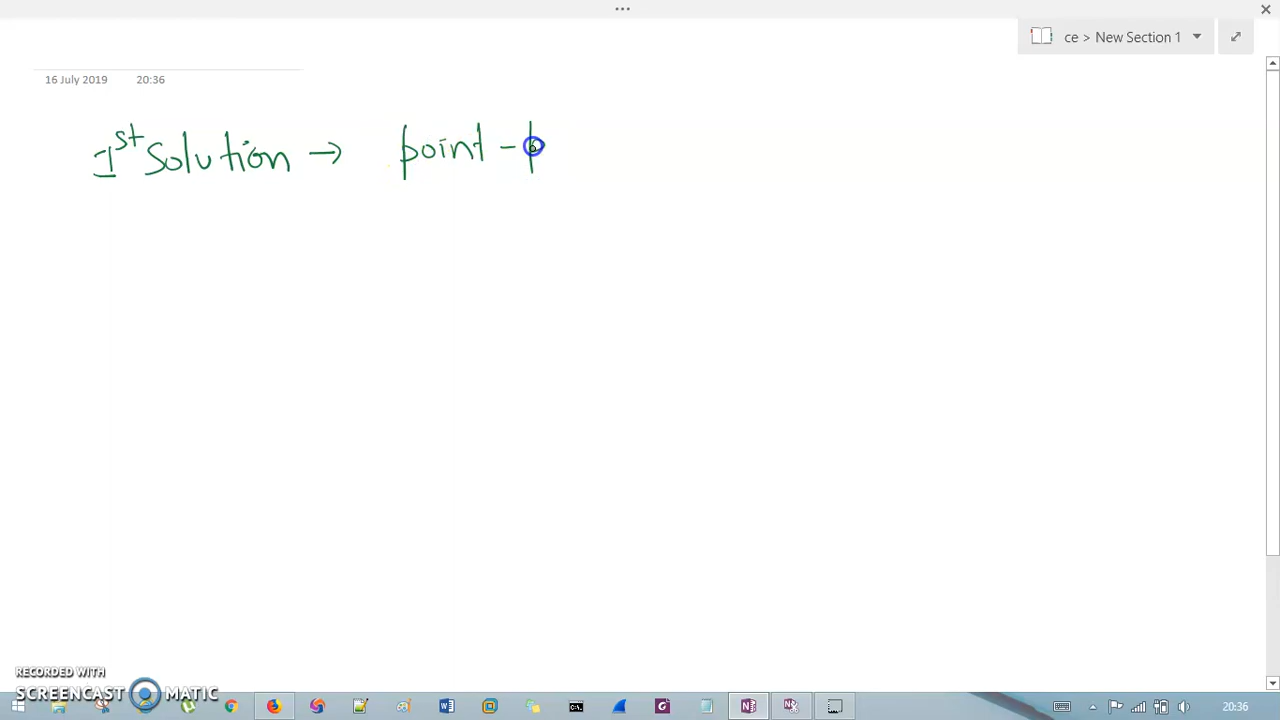 ce > New Section 1
16 July 2019 20:36
1st Solution → point - p
RECORDED WITH
SCREENCAST MATIC
20:36